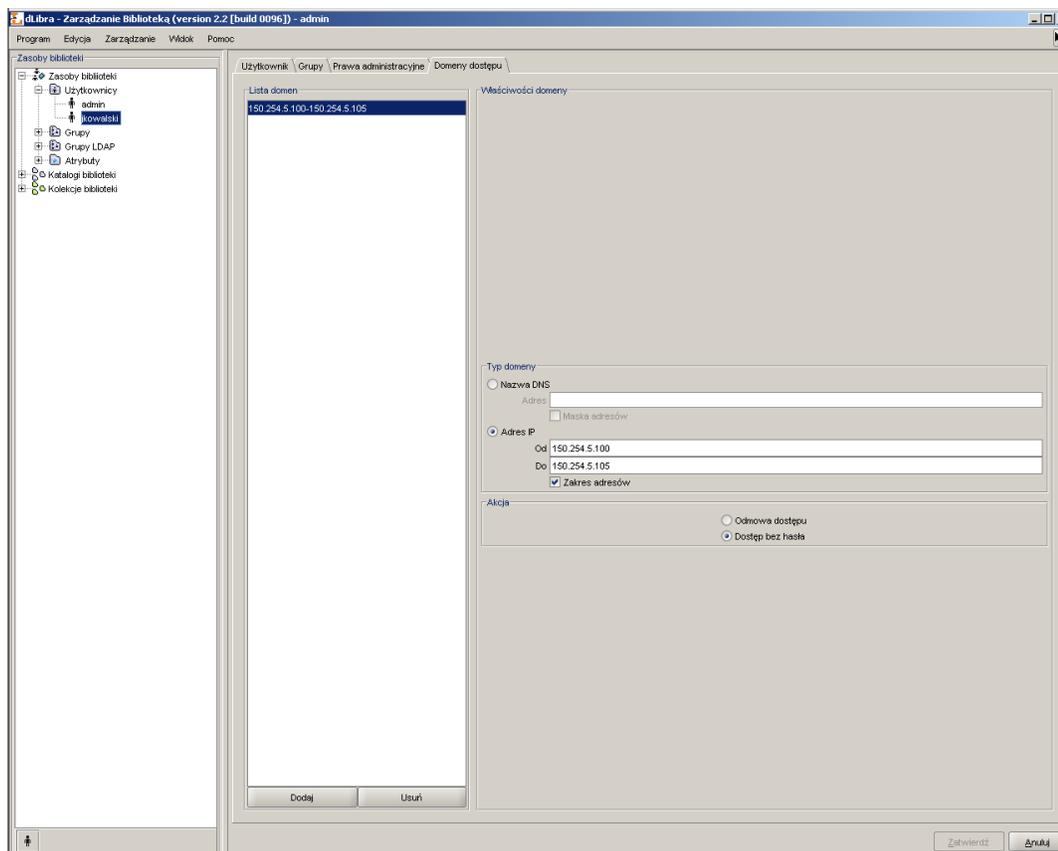 dLibra - Zarządzanie Biblioteką (version 2.2 [build 0096]) - admin
Program Edycja Zarządzanie Widok Pomoc
Zasoby biblioteki
Zasoby biblioteki
Użytkownicy
admin
jkowalski
Grupy
Grupy LDAP
Atrybuty
Katalogi biblioteki
Kolekcje biblioteki
Użytkownik Grupy Prawa administracyjne Domeny dostępu
Lista domen
150.254.5.100-150.254.5.105
Dodaj Usuń
Właściwości domeny
Typ domeny
Nazwa DNS
Adres
Maska adresów
Adres IP
Od 150.254.5.100
Do 150.254.5.105
Zakres adresów
Akcja
Odmowa dostępu
Dostęp bez hasła
Zatwierdź Anuluj